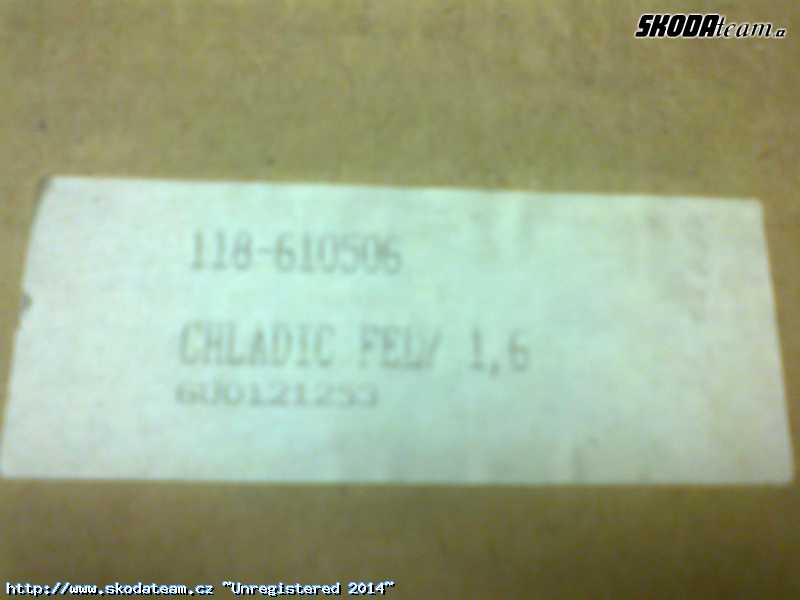 SKODAteam.cz
118-610506
CHLADIC FEL/ 1,6
6U0121253
http://www.skodateam.cz ~Unregistered 2014~